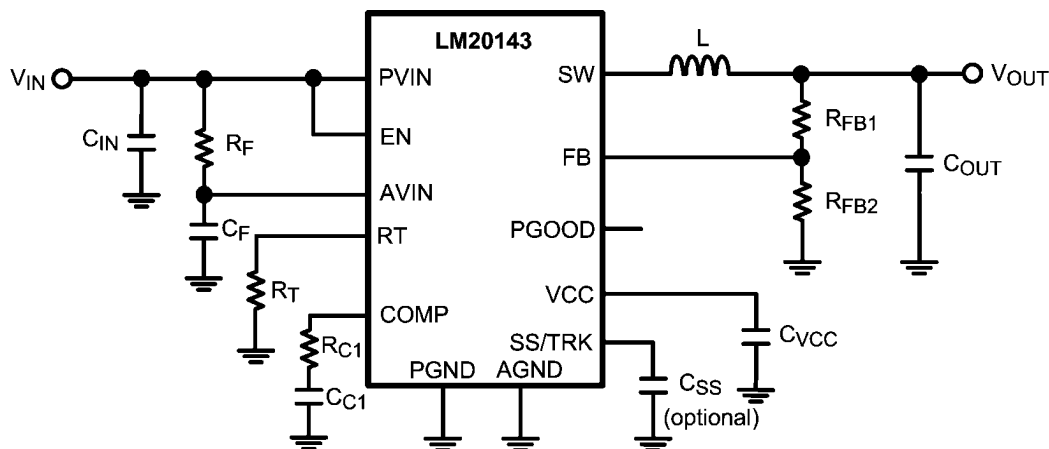 LM20143
L
VIN
PVIN
SW
VOUT
CIN
RF
EN
RFB1
FB
COUT
AVIN
RFB2
CF
RT
PGOOD
RT
VCC
COMP
CVCC
RC1
SS/TRK
PGND
AGND
CC1
CSS
(optional)